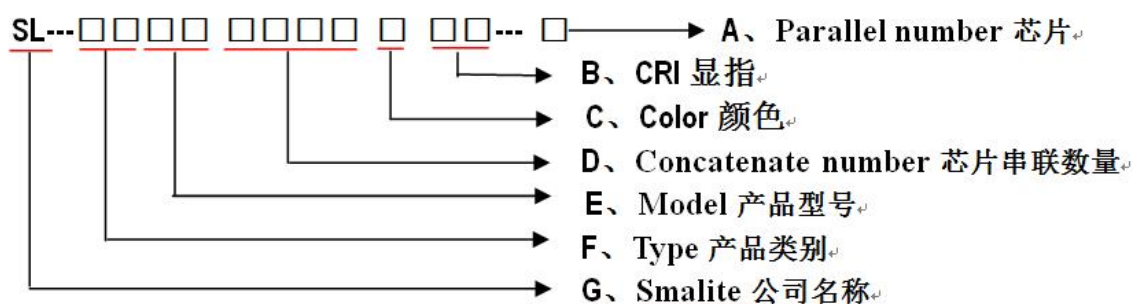 SL---□□□□ □□□□ □ □□--- □ A、Parallel number 芯片
B、CRI 显指
C、Color 颜色
D、Concatenate number 芯片串联数量
E、Model 产品型号
F、Type 产品类别
G、Smalite 公司名称